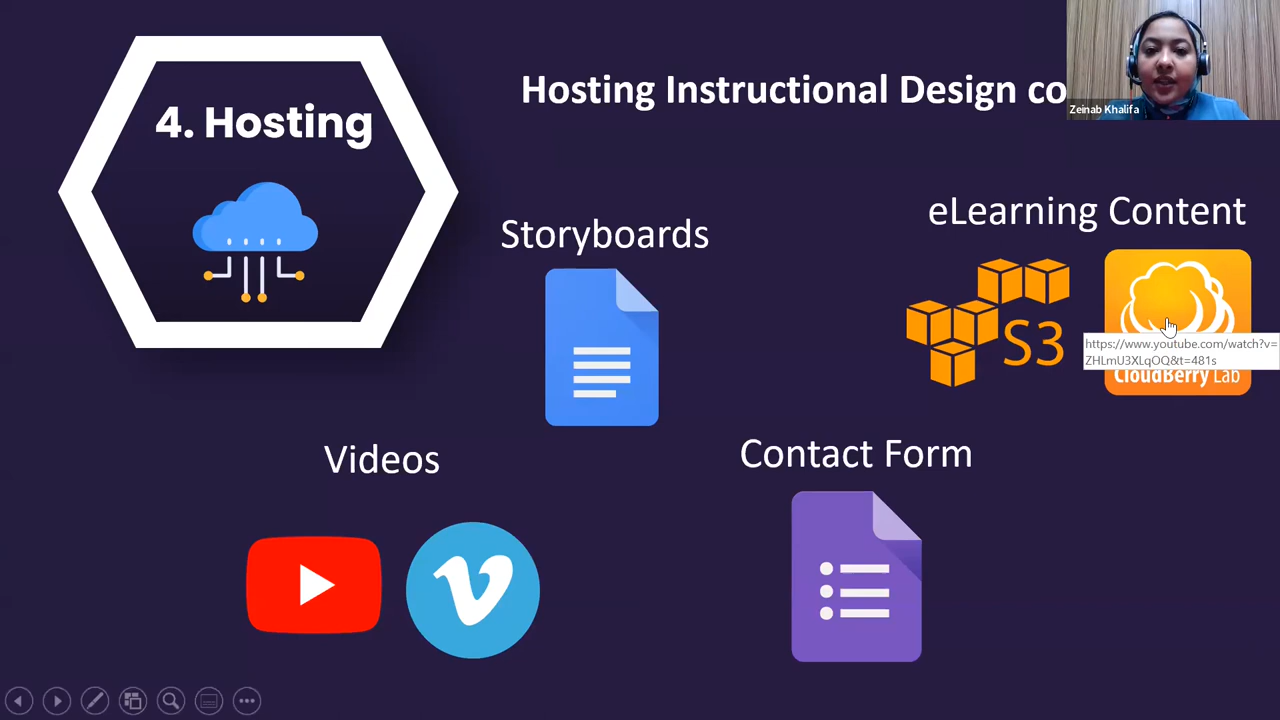 4. Hosting
Hosting Instructional Design co
Zeinab Khalifa
Storyboards
eLearning Content
S3
https://www.youtube.com/watch?v=
ZHLmU3XLqOQ&t=481s
CloudBerry Lab
Videos
Contact Form